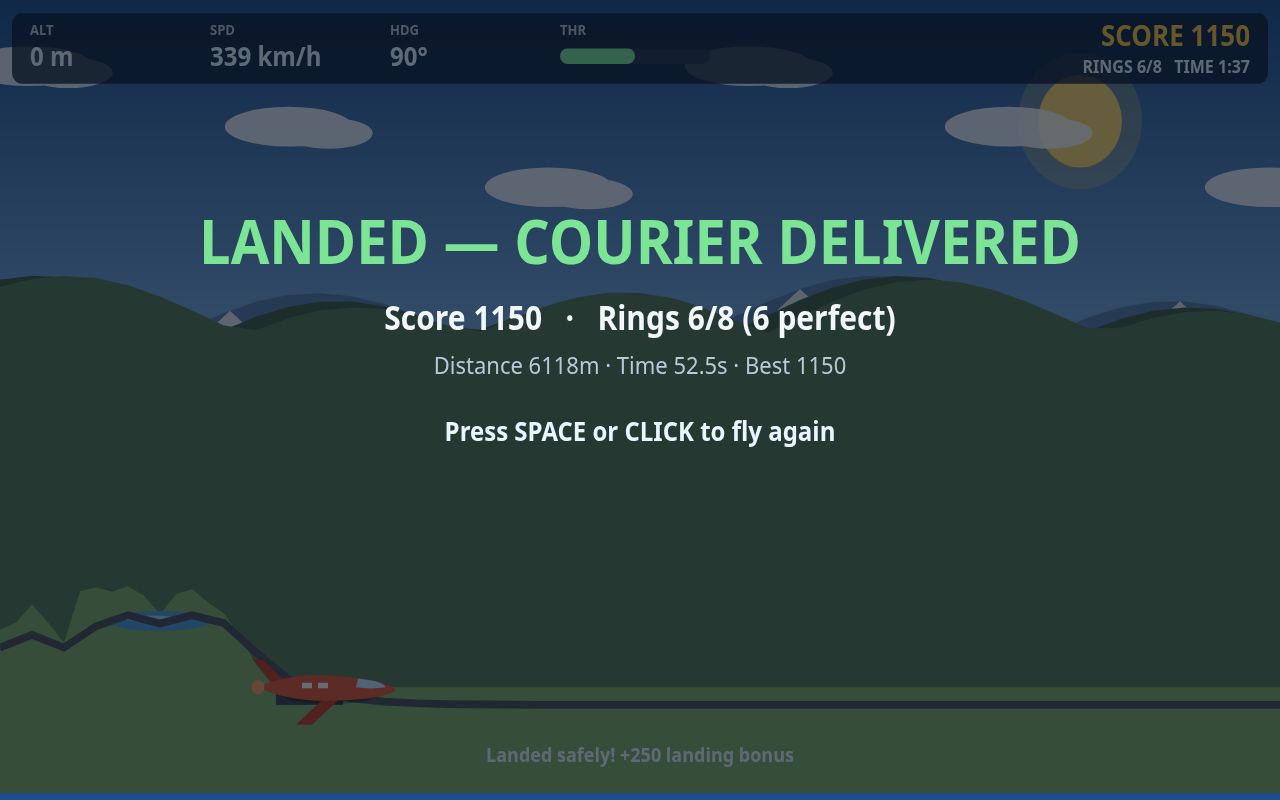 ALT
0 m
SPD
339 km/h
HDG
90°
THR
SCORE 1150
RINGS 6/8 TIME 1:37
LANDED — COURIER DELIVERED
Score 1150 · Rings 6/8 (6 perfect)
Distance 6118m · Time 52.5s · Best 1150
Press SPACE or CLICK to fly again
Landed safely! +250 landing bonus